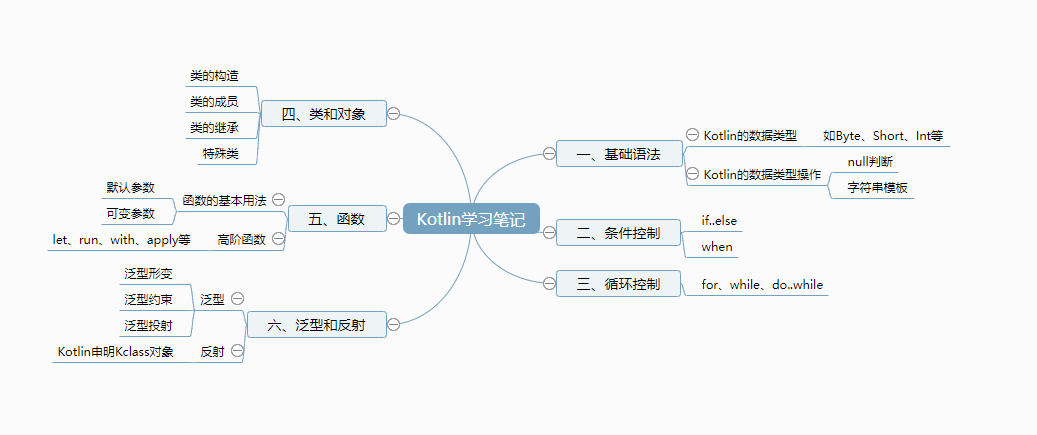 Kotlin学习笔记
一、基础语法
Kotlin的数据类型
如Byte、Short、Int等
Kotlin的数据类型操作
null判断
字符串模板
二、条件控制
if..else
when
三、循环控制
for、while、do..while
四、类和对象
类的构造
类的成员
类的继承
特殊类
五、函数
函数的基本用法
默认参数
可变参数
高阶函数
let、run、with、apply等
六、泛型和反射
泛型
泛型形变
泛型约束
泛型投射
反射
Kotlin申明Kclass对象